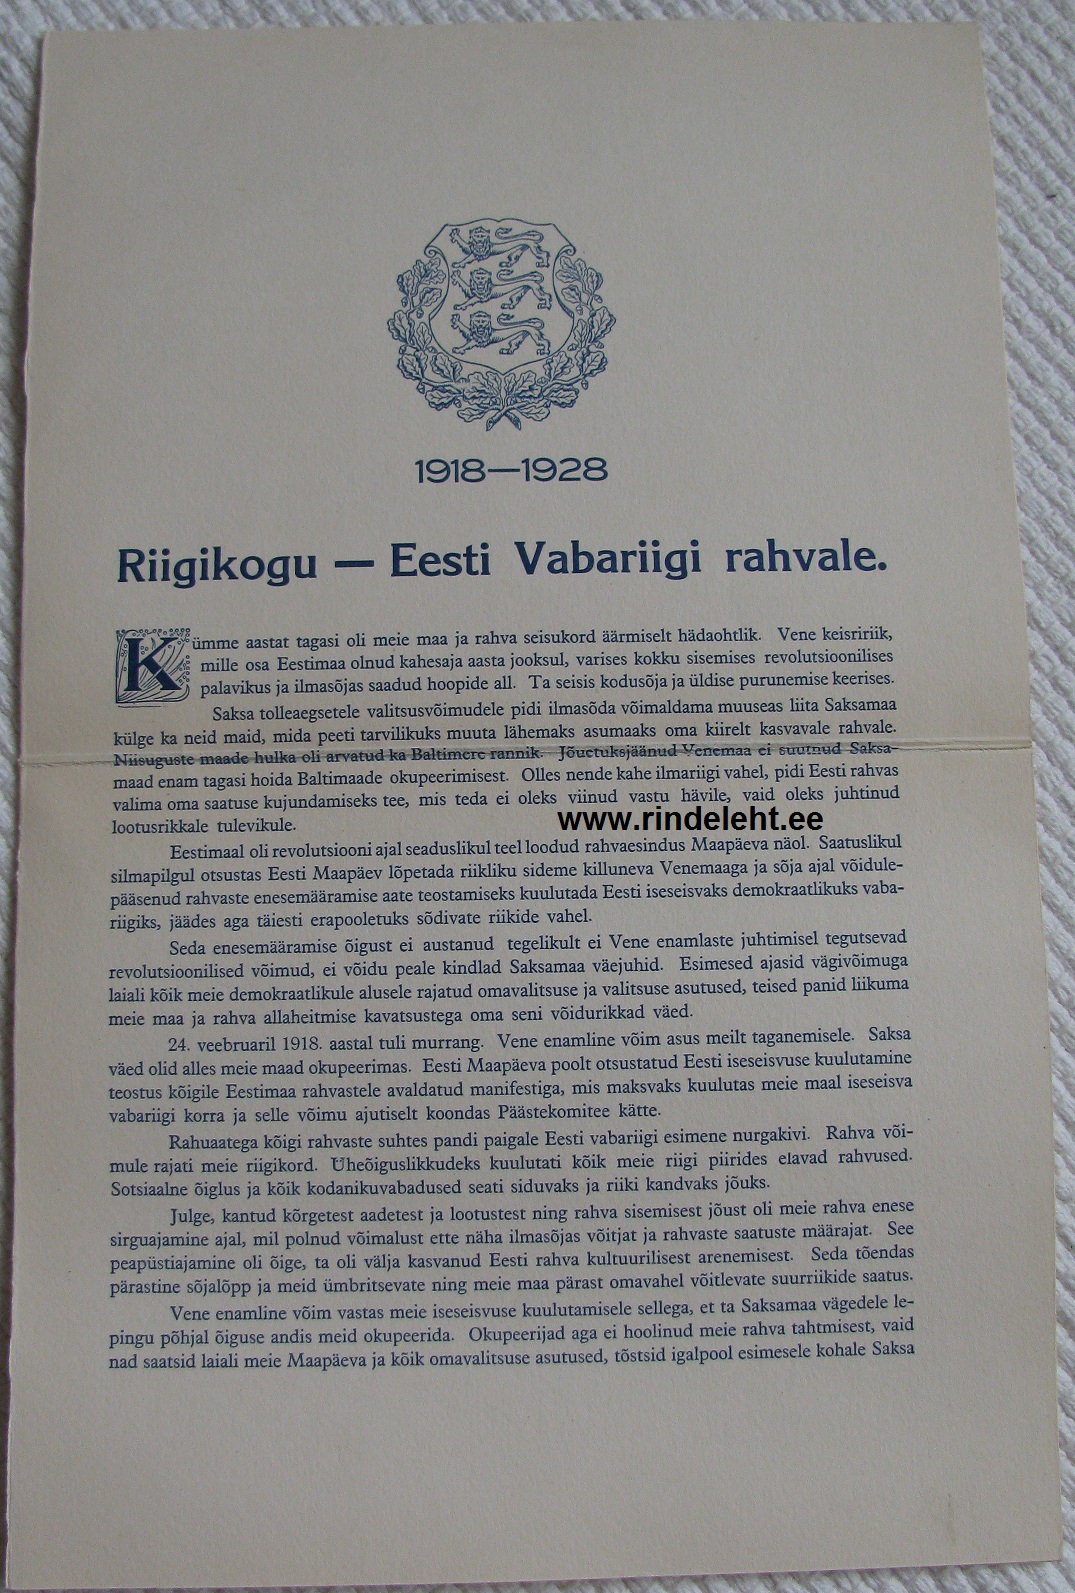 1918—1928
Riigikogu — Eesti Vabariigi rahvale.
Kümme aastat tagasi oli meie maa ja rahva seisukord äärmiselt hädaohtlik. Vene keisririik,
mille osa Eestimaa olnud kahesaja aasta jooksul, varises kokku sisemises revolutsioonilises
palavikus ja ilmasõjas saadud hoopide all. Ta seisis kodusõja ja üldise purunemise keerises.
Saksa tolleaegsetele valitsusvõimudele pidi ilmasõda võimaldama muuseas liita Saksamaa
külge ka neid maid, mida peeti tarvilikuks muuta lähemaks asumaaks oma kiirelt kasvavale rahvale.
Niisuguste maade hulka oli arvatud ka Baltimere rannik. Jõuetuksjäänud Venemaa ei suutnud Saksa-
maad enam tagasi hoida Baltimaade okupeerimisest. Olles nende kahe ilmariigi vahel, pidi Eesti rahvas
valima oma saatuse kujundamiseks tee, mis teda ei oleks viinud vastu hävile, vaid oleks juhtinud
lootusrikkale tulevikule.
www.rindeleht.ee
Eestimaal oli revolutsiooni ajal seaduslikul teel loodud rahvaesindus Maapäeva näol. Saatuslikul
silmapilgul otsustas Eesti Maapäev lõpetada riikliku sideme killuneva Venemaaga ja sõja ajal võidule-
pääsenud rahvaste enesemääramise aate teostamiseks kuulutada Eesti iseseisvaks demokraatlikuks vaba-
riigiks, jäädes aga täiesti erapooletuks sõdivate riikide vahel.
Seda enesemääramise õigust ei austanud tegelikult ei Vene enamlaste juhtimisel tegutsevad
revolutsioonilised võimud, ei võidu peale kindlad Saksamaa väejuhid. Esimesed ajasid vägivõimuga
laiali kõik meie demokraatlikule alusele rajatud omavalitsuse ja valitsuse asutused, teised panid liikuma
meie maa ja rahva allaheitmise kavatsustega oma seni võidurikkad väed.
24. veebruaril 1918. aastal tuli murrang. Vene enamline võim asus meilt taganemisele. Saksa
väed olid alles meie maad okupeerimas. Eesti Maapäeva poolt otsustatud Eesti iseseisvuse kuulutamine
teostus kõigile Eestimaa rahvastele avaldatud manifestiga, mis maksvaks kuulutas meie maal iseseisva
vabariigi korra ja selle võimu ajutiselt koondas Päästekomitee kätte.
Rahuaatega kõigi rahvaste suhtes pandi paigale Eesti vabariigi esimene nurgakivi. Rahva või-
mule rajati meie riigikord. Üheõiguslikkudeks kuulutati kõik meie riigi piirides elavad rahvused.
Sotsiaalne õiglus ja kõik kodanikuvabadused seati siduvaks ja riiki kandvaks jõuks.
Julge, kantud kõrgetest aadetest ja lootustest ning rahva sisemisest jõust oli meie rahva enese
sirguajamine ajal, mil polnud võimalust ette näha ilmasõjas võitjat ja rahvaste saatuste määrajat. See
peapüstiajamine oli õige, ta oli välja kasvanud Eesti rahva kultuurilisest arenemisest. Seda tõendas
pärastine sõjalõpp ja meid ümbritsevate ning meie maa pärast omavahel võitlevate suurriikide saatus.
Vene enamline võim vastas meie iseseisvuse kuulutamisele sellega, et ta Saksamaa vägedele le-
pingu põhjal õiguse andis meid okupeerida. Okupeerijad aga ei hoolinud meie rahva tahtmisest, vaid
nad saatsid laiali meie Maapäeva ja kõik omavalitsuse asutused, tõstsid igalpool esimesele kohale Saksa